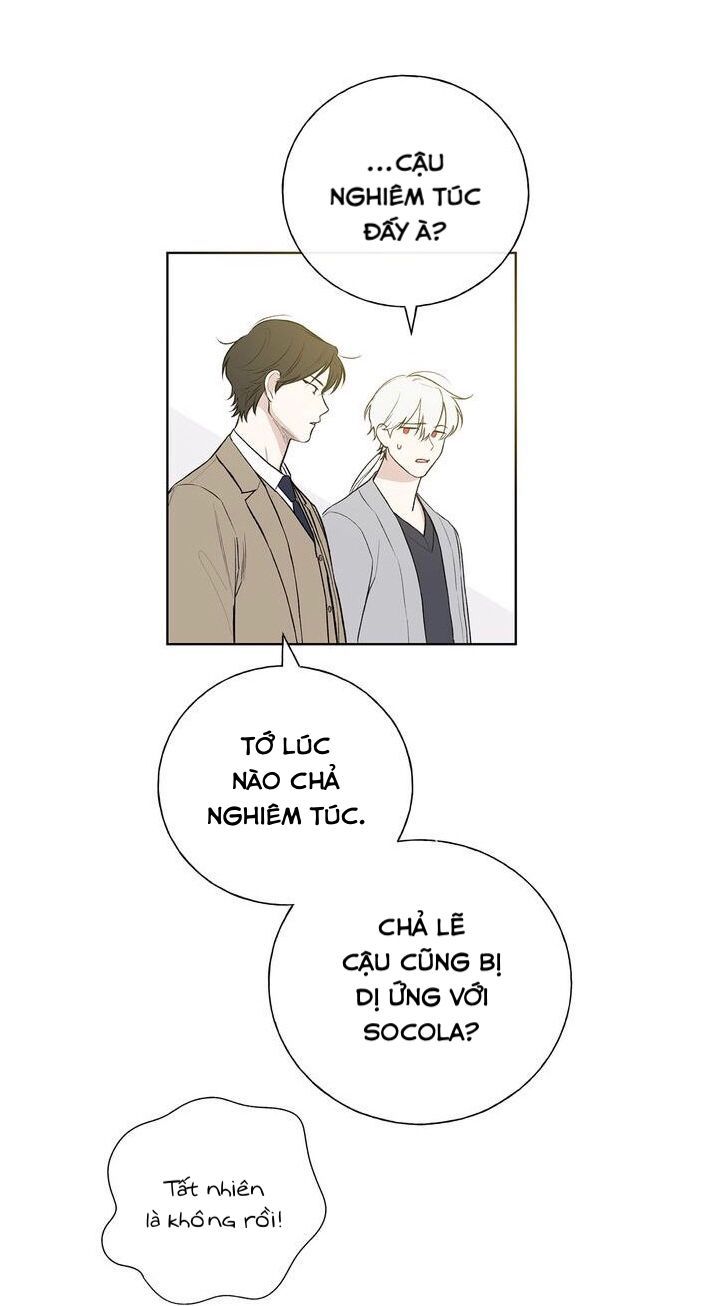 ...CẬU
NGHIÊM TÚC
ĐẤY À?
TỚ LÚC
NÀO CHẢ
NGHIÊM TÚC.
CHẢ LẼ
CẬU CŨNG BỊ
DỊ ỨNG VỚI
SOCOLA?
Tất nhiên
là không rồi!